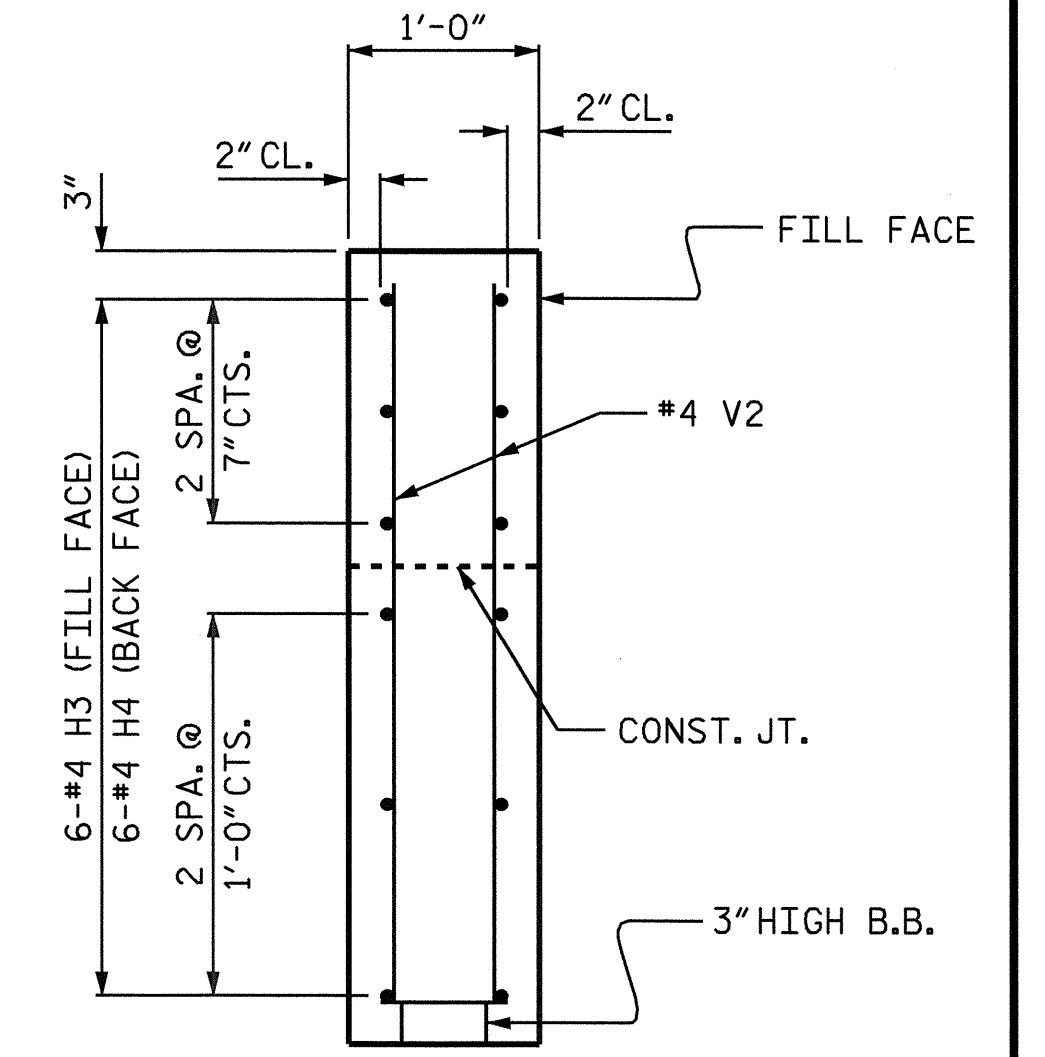 1'-0"
2" CL.
2" CL.
3"
FILL FACE
2 SPA. @
7" CTS.
#4 V2
6-#4 H3 (FILL FACE)
6-#4 H4 (BACK FACE)
CONST. JT.
2 SPA. @
1'-0" CTS.
3" HIGH B.B.